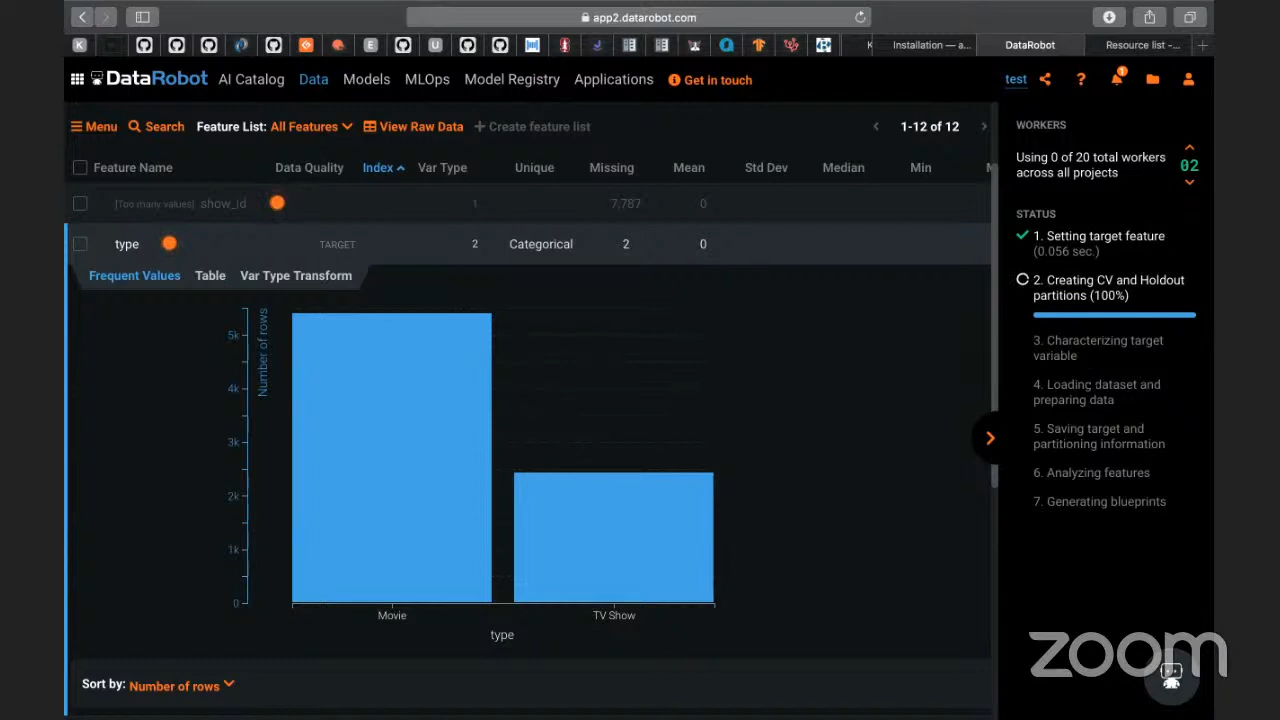 app2.datarobot.com
K
E
U
K
Installation — a...
DataRobot
Resource list -...
DataRobot
AI Catalog
Data
Models
MLOps
Model Registry
Applications
Get in touch
test
?
1
Menu
Search
Feature List: All Features
View Raw Data
+ Create feature list
1-12 of 12
Feature Name
Data Quality
Index
Var Type
Unique
Missing
Mean
Std Dev
Median
Min
[Too many values] show_id
1
7,787
0
type
TARGET
2
Categorical
2
0
Frequent Values
Table
Var Type Transform
Number of rows
5k
4k
3k
2k
1k
0
Movie
TV Show
type
Sort by: Number of rows
WORKERS
Using 0 of 20 total workers
across all projects
02
STATUS
1. Setting target feature
(0.056 sec.)
2. Creating CV and Holdout
partitions (100%)
3. Characterizing target
variable
4. Loading dataset and
preparing data
5. Saving target and
partitioning information
6. Analyzing features
7. Generating blueprints
zoom